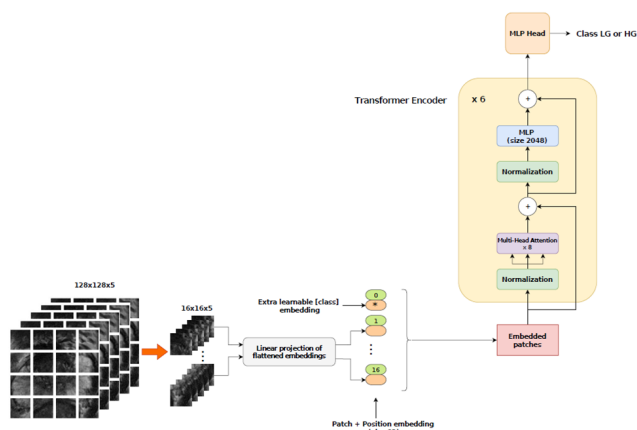 MLP Head
Class LG or HG
Transformer Encoder
x 6
+
MLP
(size 2048)
Normalization
+
Multi-Head Attention
x 8
Normalization
128x128x5
16x16x5
Extra learnable [class]
embedding
0
*
1
Linear projection of
flattened embeddings
16
Embedded
patches
Patch + Position embedding